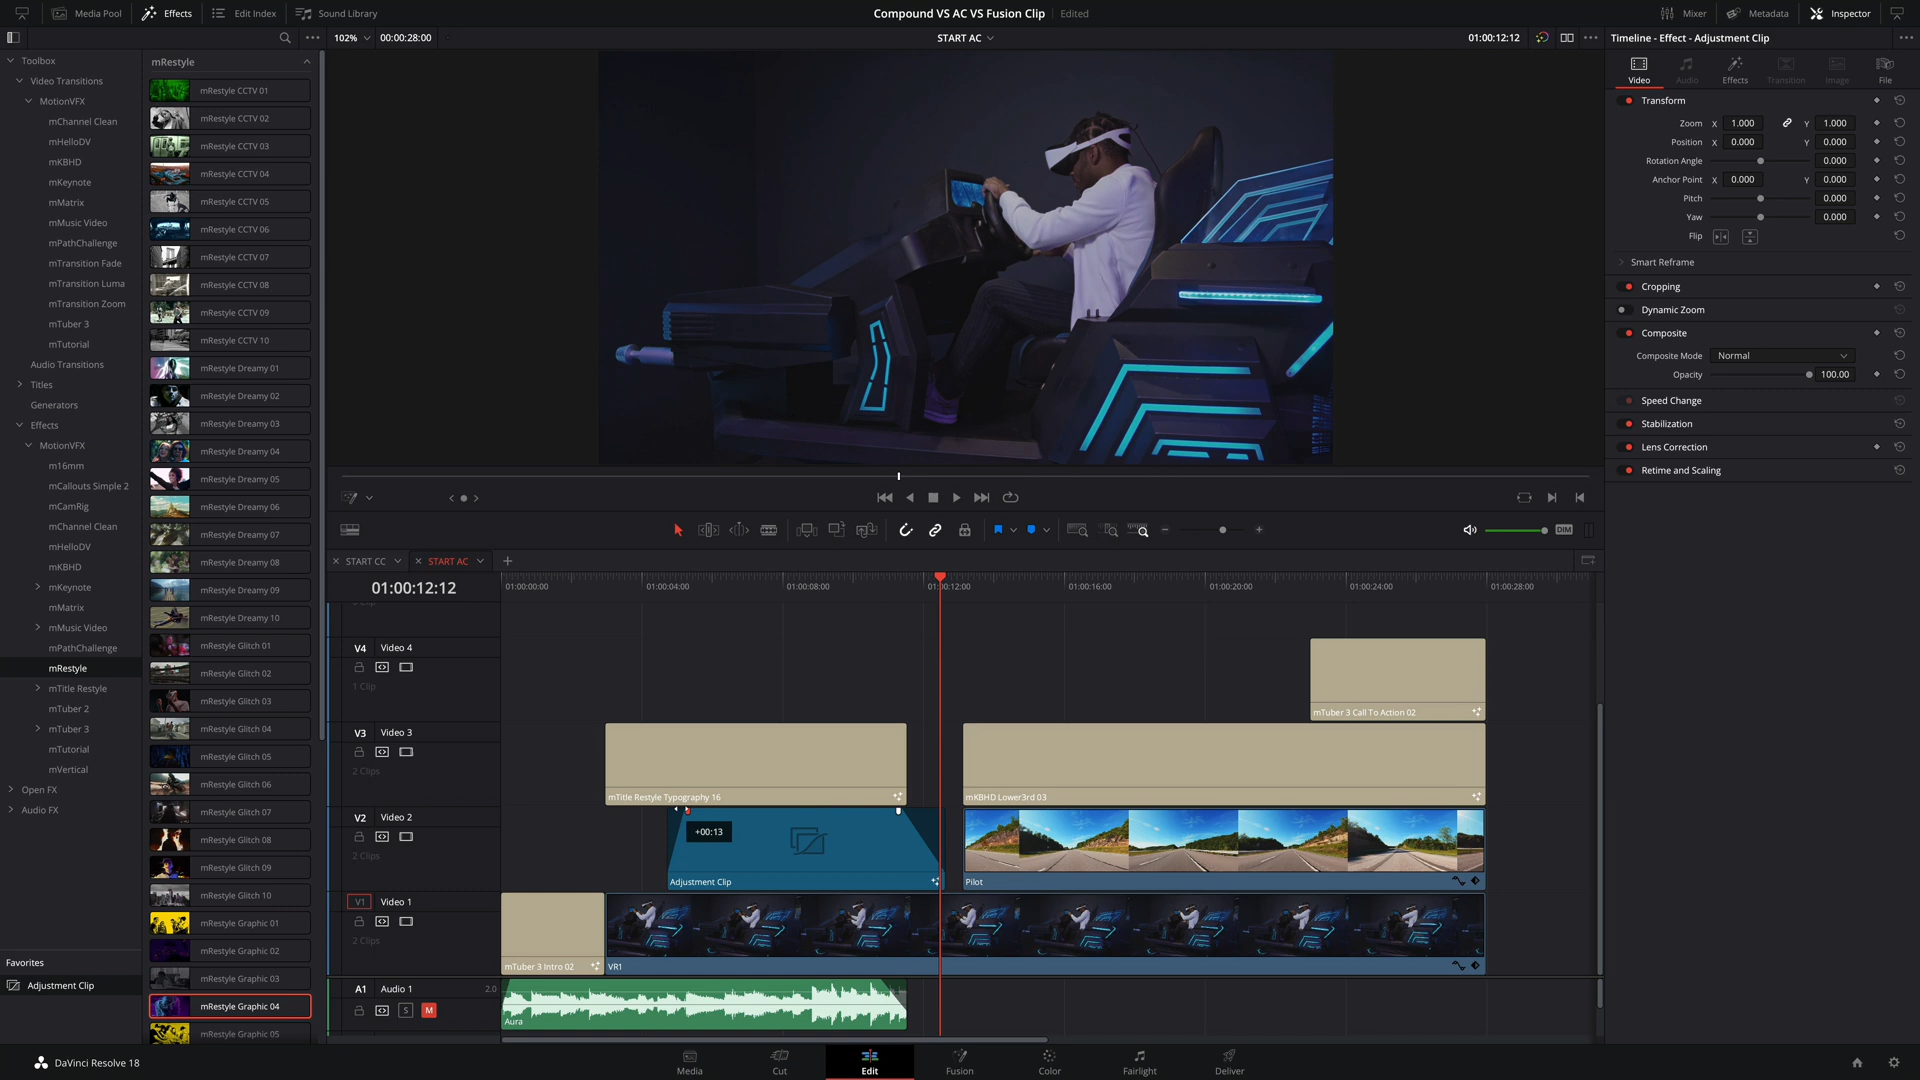 Media Pool
Effects
Edit Index
Sound Library
Compound VS AC VS Fusion Clip
Edited
Mixer
Metadata
Inspector
102%
00:00:28:00
START AC
01:00:12:12
Timeline - Effect - Adjustment Clip
Toolbox
Video Transitions
MotionVFX
mChannel Clean
mHelloDV
mKBHD
mKeynote
mMatrix
mMusic Video
mPathChallenge
mTransition Fade
mTransition Luma
mTransition Zoom
mTuber 3
mTutorial
Audio Transitions
Titles
Generators
Effects
MotionVFX
m16mm
mCallouts Simple 2
mCamRig
mChannel Clean
mHelloDV
mKBHD
mKeynote
mMatrix
mMusic Video
mPathChallenge
mRestyle
mTitle Restyle
mTuber 2
mTuber 3
mTutorial
mVertical
Open FX
Audio FX
Favorites
Adjustment Clip
mRestyle
mRestyle CCTV 01
mRestyle CCTV 02
mRestyle CCTV 03
mRestyle CCTV 04
mRestyle CCTV 05
mRestyle CCTV 06
mRestyle CCTV 07
mRestyle CCTV 08
mRestyle CCTV 09
mRestyle CCTV 10
mRestyle Dreamy 01
mRestyle Dreamy 02
mRestyle Dreamy 03
mRestyle Dreamy 04
mRestyle Dreamy 05
mRestyle Dreamy 06
mRestyle Dreamy 07
mRestyle Dreamy 08
mRestyle Dreamy 09
mRestyle Dreamy 10
mRestyle Glitch 01
mRestyle Glitch 02
mRestyle Glitch 03
mRestyle Glitch 04
mRestyle Glitch 05
mRestyle Glitch 06
mRestyle Glitch 07
mRestyle Glitch 08
mRestyle Glitch 09
mRestyle Glitch 10
mRestyle Graphic 01
mRestyle Graphic 02
mRestyle Graphic 03
mRestyle Graphic 04
mRestyle Graphic 05
Video
Audio
Effects
Transition
Image
File
Transform
Zoom X 1.000 Y 1.000
Position X 0.000 Y 0.000
Rotation Angle 0.000
Anchor Point X 0.000 Y 0.000
Pitch 0.000
Yaw 0.000
Flip
Smart Reframe
Cropping
Dynamic Zoom
Composite
Composite Mode Normal
Opacity 100.00
Speed Change
Stabilization
Lens Correction
Retime and Scaling
DIM
START CC
START AC
01:00:12:12
01:00:00:00
01:00:04:00
01:00:08:00
01:00:12:00
01:00:16:00
01:00:20:00
01:00:24:00
01:00:28:00
V4 Video 4
1 Clip
mTuber 3 Call To Action 02
V3 Video 3
2 Clips
mTitle Restyle Typography 16
mKBHD Lower3rd 03
V2 Video 2
2 Clips
+00:13
Adjustment Clip
Pilot
V1 Video 1
2 Clips
mTuber 3 Intro 02
VR1
A1 Audio 1 2.0
S M
Aura
DaVinci Resolve 18
Media
Cut
Edit
Fusion
Color
Fairlight
Deliver